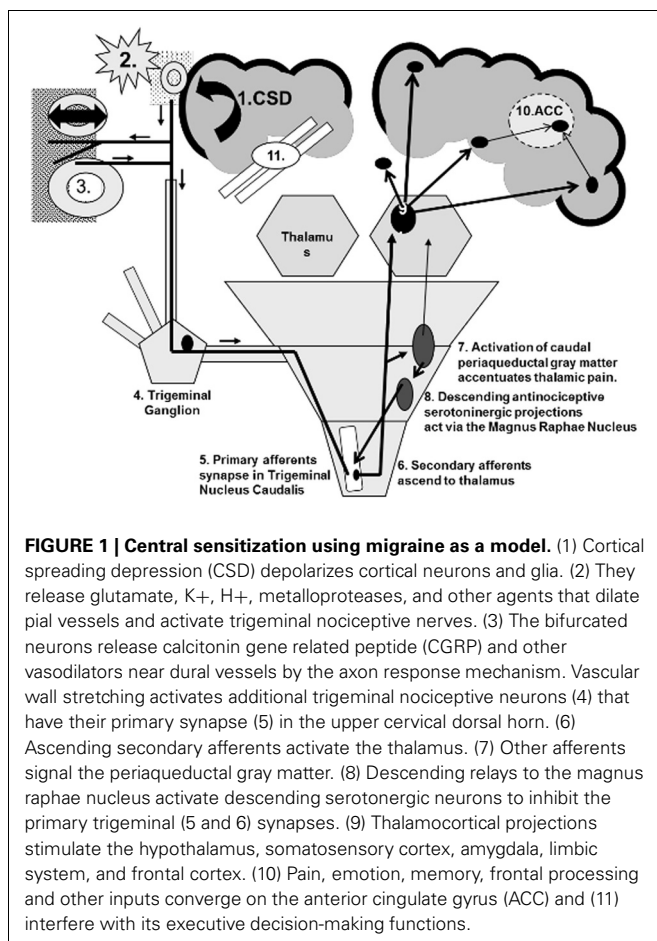 2.
1.CSD
10.ACC
11.
3.
9
Thalamu
s
7. Activation of caudal
periaqueductal gray matter
accentuates thalamic pain.
4. Trigeminal
Ganglion
8. Descending antinociceptive
serotoninergic projections
act via the Magnus Raphae Nucleus
5. Primary afferents
synapse in Trigeminal
Nucleus Caudalis
6. Secondary afferents
ascend to thalamus
FIGURE 1 | Central sensitization using migraine as a model. (1) Cortical
spreading depression (CSD) depolarizes cortical neurons and glia. (2) They
release glutamate, K+, H+, metalloproteases, and other agents that dilate
pial vessels and activate trigeminal nociceptive nerves. (3) The bifurcated
neurons release calcitonin gene related peptide (CGRP) and other
vasodilators near dural vessels by the axon response mechanism. Vascular
wall stretching activates additional trigeminal nociceptive neurons (4) that
have their primary synapse (5) in the upper cervical dorsal horn. (6)
Ascending secondary afferents activate the thalamus. (7) Other afferents
signal the periaqueductal gray matter. (8) Descending relays to the magnus
raphae nucleus activate descending serotonergic neurons to inhibit the
primary trigeminal (5 and 6) synapses. (9) Thalamocortical projections
stimulate the hypothalamus, somatosensory cortex, amygdala, limbic
system, and frontal cortex. (10) Pain, emotion, memory, frontal processing
and other inputs converge on the anterior cingulate gyrus (ACC) and (11)
interfere with its executive decision-making functions.